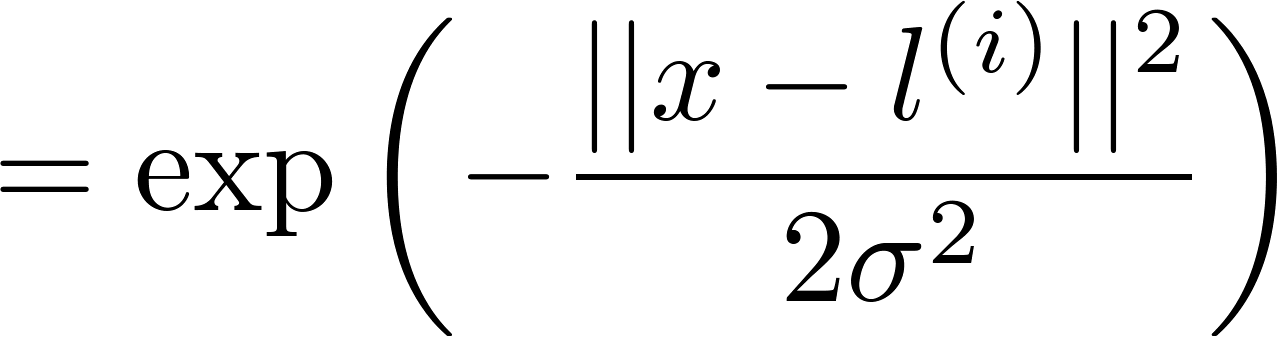 = exp ( − ||x − l^{(i)}||^2 / 2σ^2 )